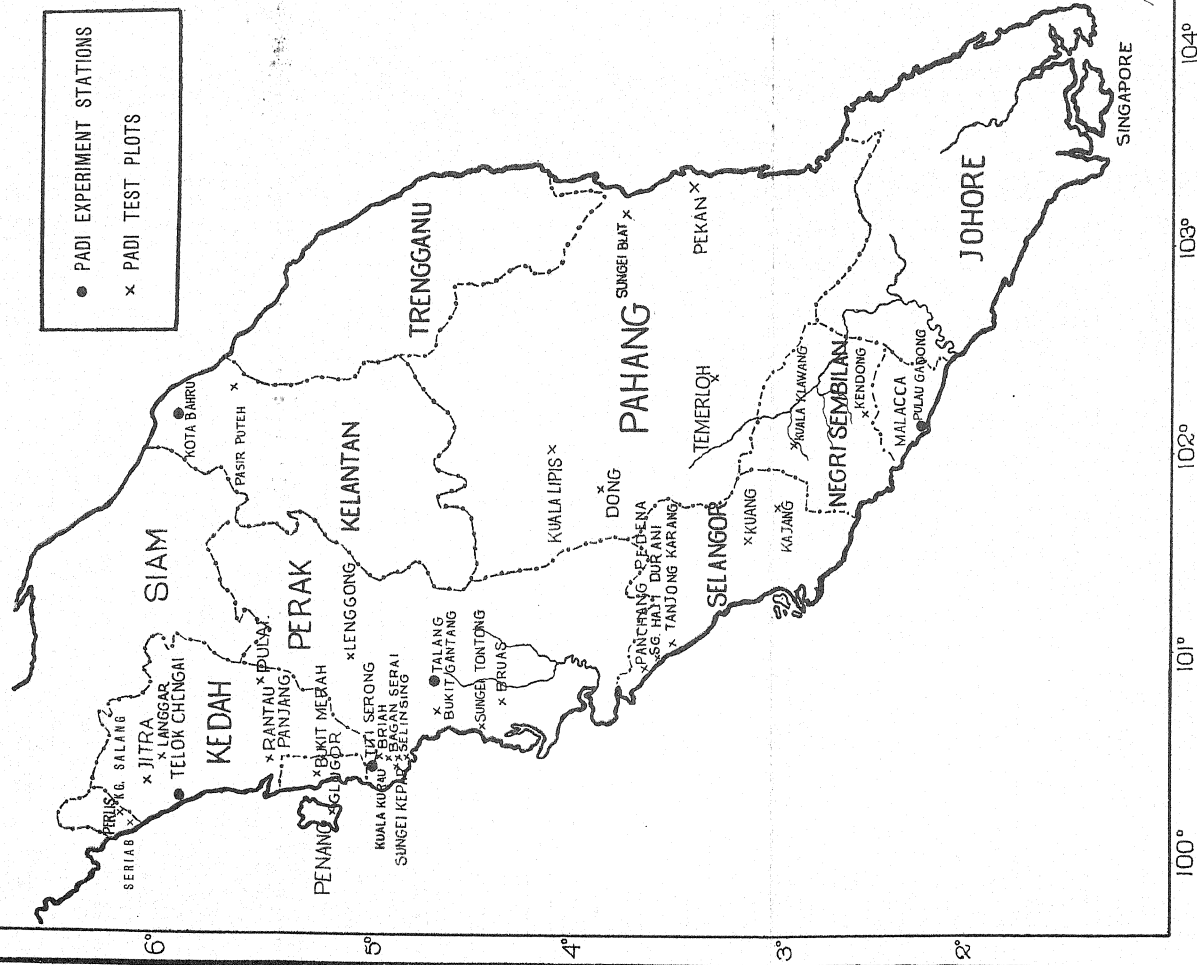 ● PADI EXPERIMENT STATIONS
× PADI TEST PLOTS
SIAM
PERLIS
KG. SALANG
SERIAB
JITRA
LANGGAR
TELOK CHENGAI
KEDAH
KOTA BAHRU
PASIR PUTEH
TRENGGANU
KELANTAN
PULAI
RANTAU
PANJANG
PERAK
BUKIT MERAH
GLUGOR
PENANG
LENGGONG
TITI SERONG
BRIAH
KUALA KURAU
BAGAN SERAI
SELINSING
SUNGEI KEPAR
TALANG
BUKIT GANTANG
SUNGEI TONTONG
BRUAS
KUALA LIPIS
DONG
PAHANG
SUNGEI BLAT
PEKAN
TEMERLOH
PANCHANG PEDENA
SG. HAJI DURANI
TANJONG KARANG
SELANGOR
KUANG
KAJANG
KUALA KLAWANG
NEGRI SEMBILAN
KENDONG
MALACCA
PULAU GADONG
JOHORE
SINGAPORE
6°
5°
4°
3°
2°
100°
101°
102°
103°
104°